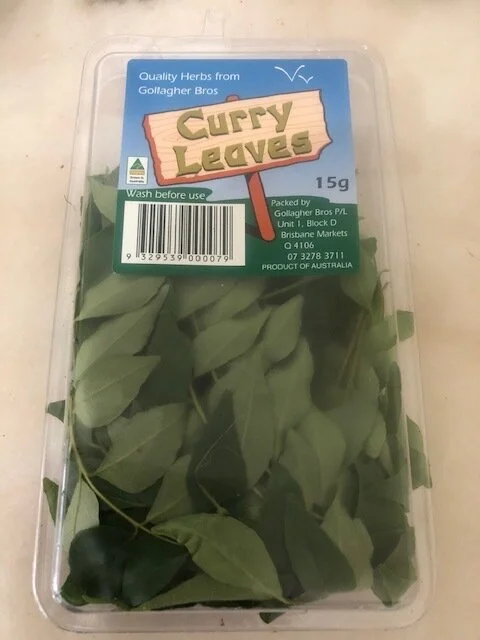 Quality Herbs from
Gollagher Bros
Curry
Leaves
15g
Wash before use
9 329539 000079
Packed by
Gollagher Bros P/L
Unit 1, Block D
Brisbane Markets
Q 4106
07 3278 3711
PRODUCT OF AUSTRALIA